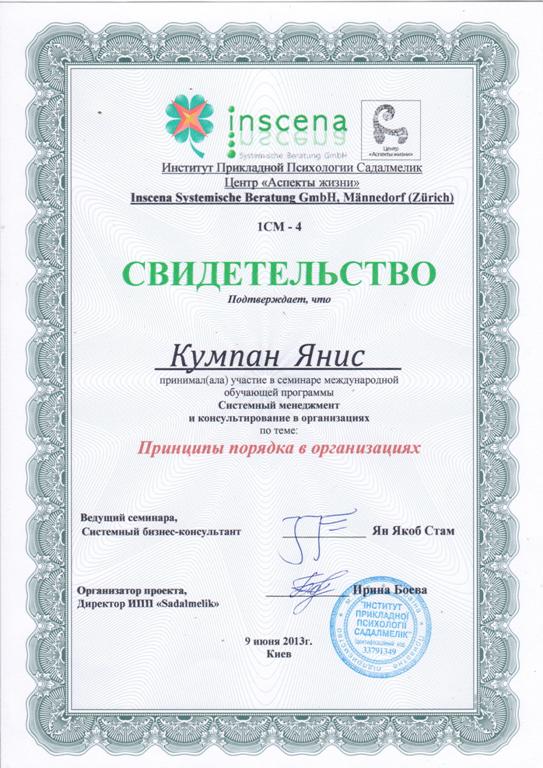 inscena
Systemische Beratung GmbH
Центр
«Аспекты жизни»
Институт Прикладной Психологии Садалмелик
Центр «Аспекты жизни»
Inscena Systemische Beratung GmbH, Männedorf (Zürich)
1СМ - 4
СВИДЕТЕЛЬСТВО
Подтверждает, что
Кумпан Янис
принимал(ала) участие в семинаре международной
обучающей программы
Системный менеджмент
и консультирование в организациях
по теме:
Принципы порядка в организациях
Ведущий семинара,
Системный бизнес-консультант
Ян Якоб Стам
Организатор проекта,
Директор ИПП «Sadalmelik»
Ирина Боева
"ІНСТИТУТ
ПРИКЛАДНОЇ
ПСИХОЛОГІЇ
САДАЛМЕЛІК"
Ідентифікаційний код
33791349
9 июня 2013г.
Киев